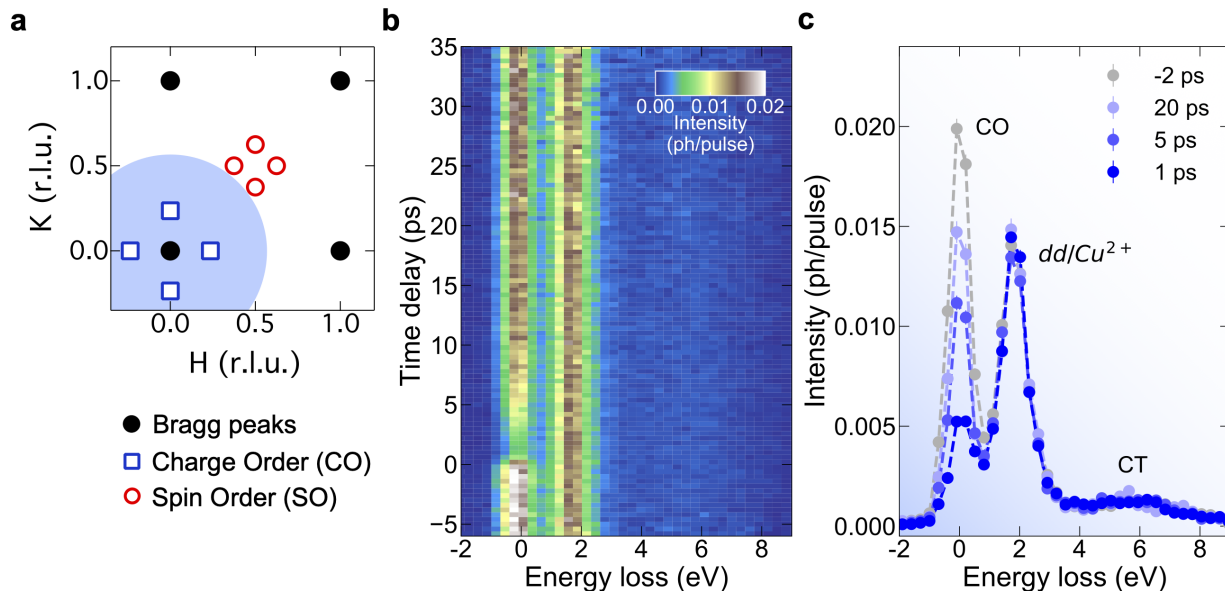 a
1.0
0.5
0.0
K (r.l.u.)
0.0 0.5 1.0
H (r.l.u.)
Bragg peaks
Charge Order (CO)
Spin Order (SO)
b
35
30
25
20
15
10
5
0
−5
Time delay (ps)
0.00 0.01 0.02
Intensity
(ph/pulse)
-2 0 2 4 6 8
Energy loss (eV)
c
0.020
0.015
0.010
0.005
0.000
Intensity (ph/pulse)
-2 ps
20 ps
5 ps
1 ps
CO
dd/Cu²⁺
CT
-2 0 2 4 6 8
Energy loss (eV)